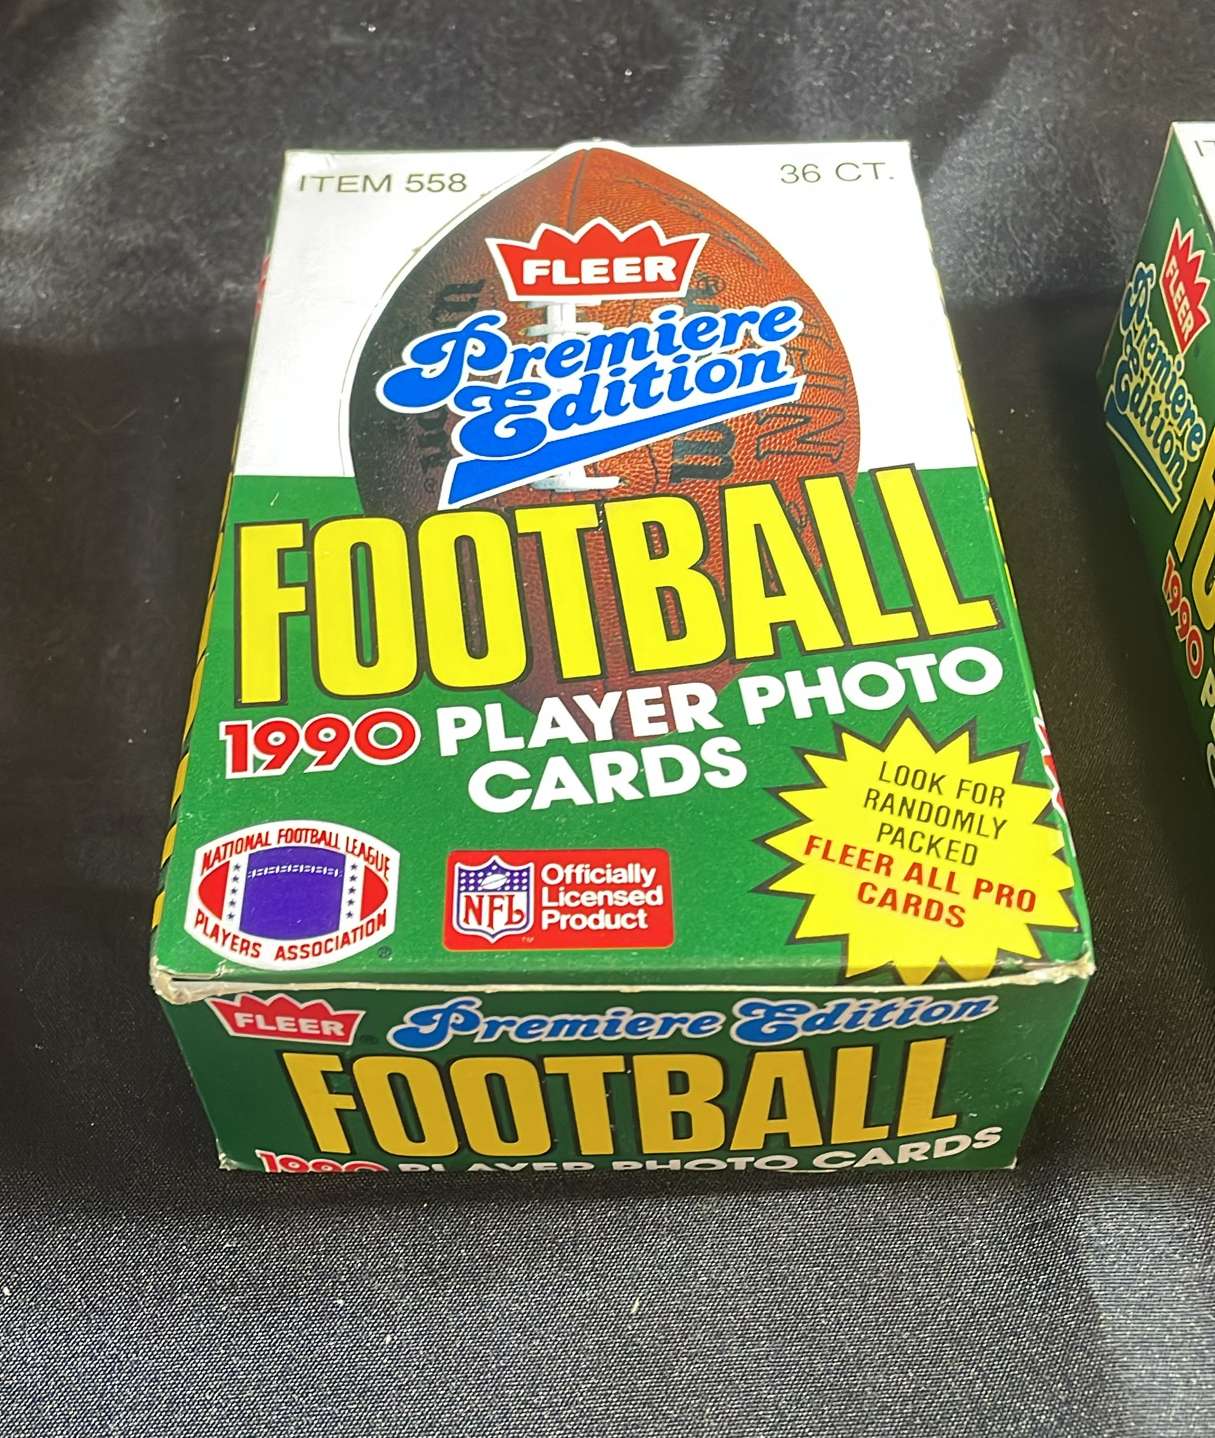 ITEM 558
36 CT.
FLEER
Premiere
Edition
FOOTBALL
1990 PLAYER PHOTO
CARDS
LOOK FOR
RANDOMLY
PACKED
FLEER ALL PRO
CARDS
NATIONAL FOOTBALL LEAGUE
PLAYERS ASSOCIATION
®
NFL
Officially
Licensed
Product
™
FLEER® Premiere Edition
FOOTBALL
1990 PLAYER PHOTO CARDS
FLEER
Premiere
Edition
1990